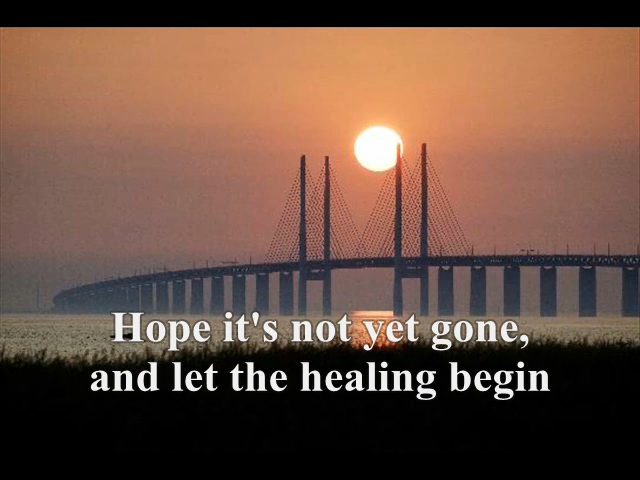 Hope it's not yet gone,
and let the healing begin